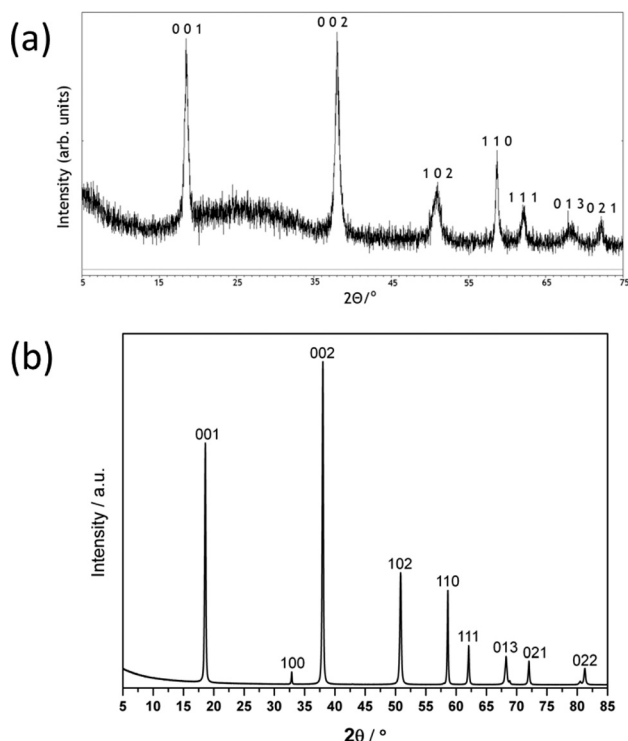 (a)
0 0 1
0 0 2
1 0 2
1 1 0
1 1 1
0 1 3
0 2 1
Intensity (arb. units)
5 15 25 35 45 55 65 75
2Θ/°
(b)
002
001
102
110
100
111
013
021
022
Intensity / a.u.
5 10 15 20 25 30 35 40 45 50 55 60 65 70 75 80 85
2θ / °